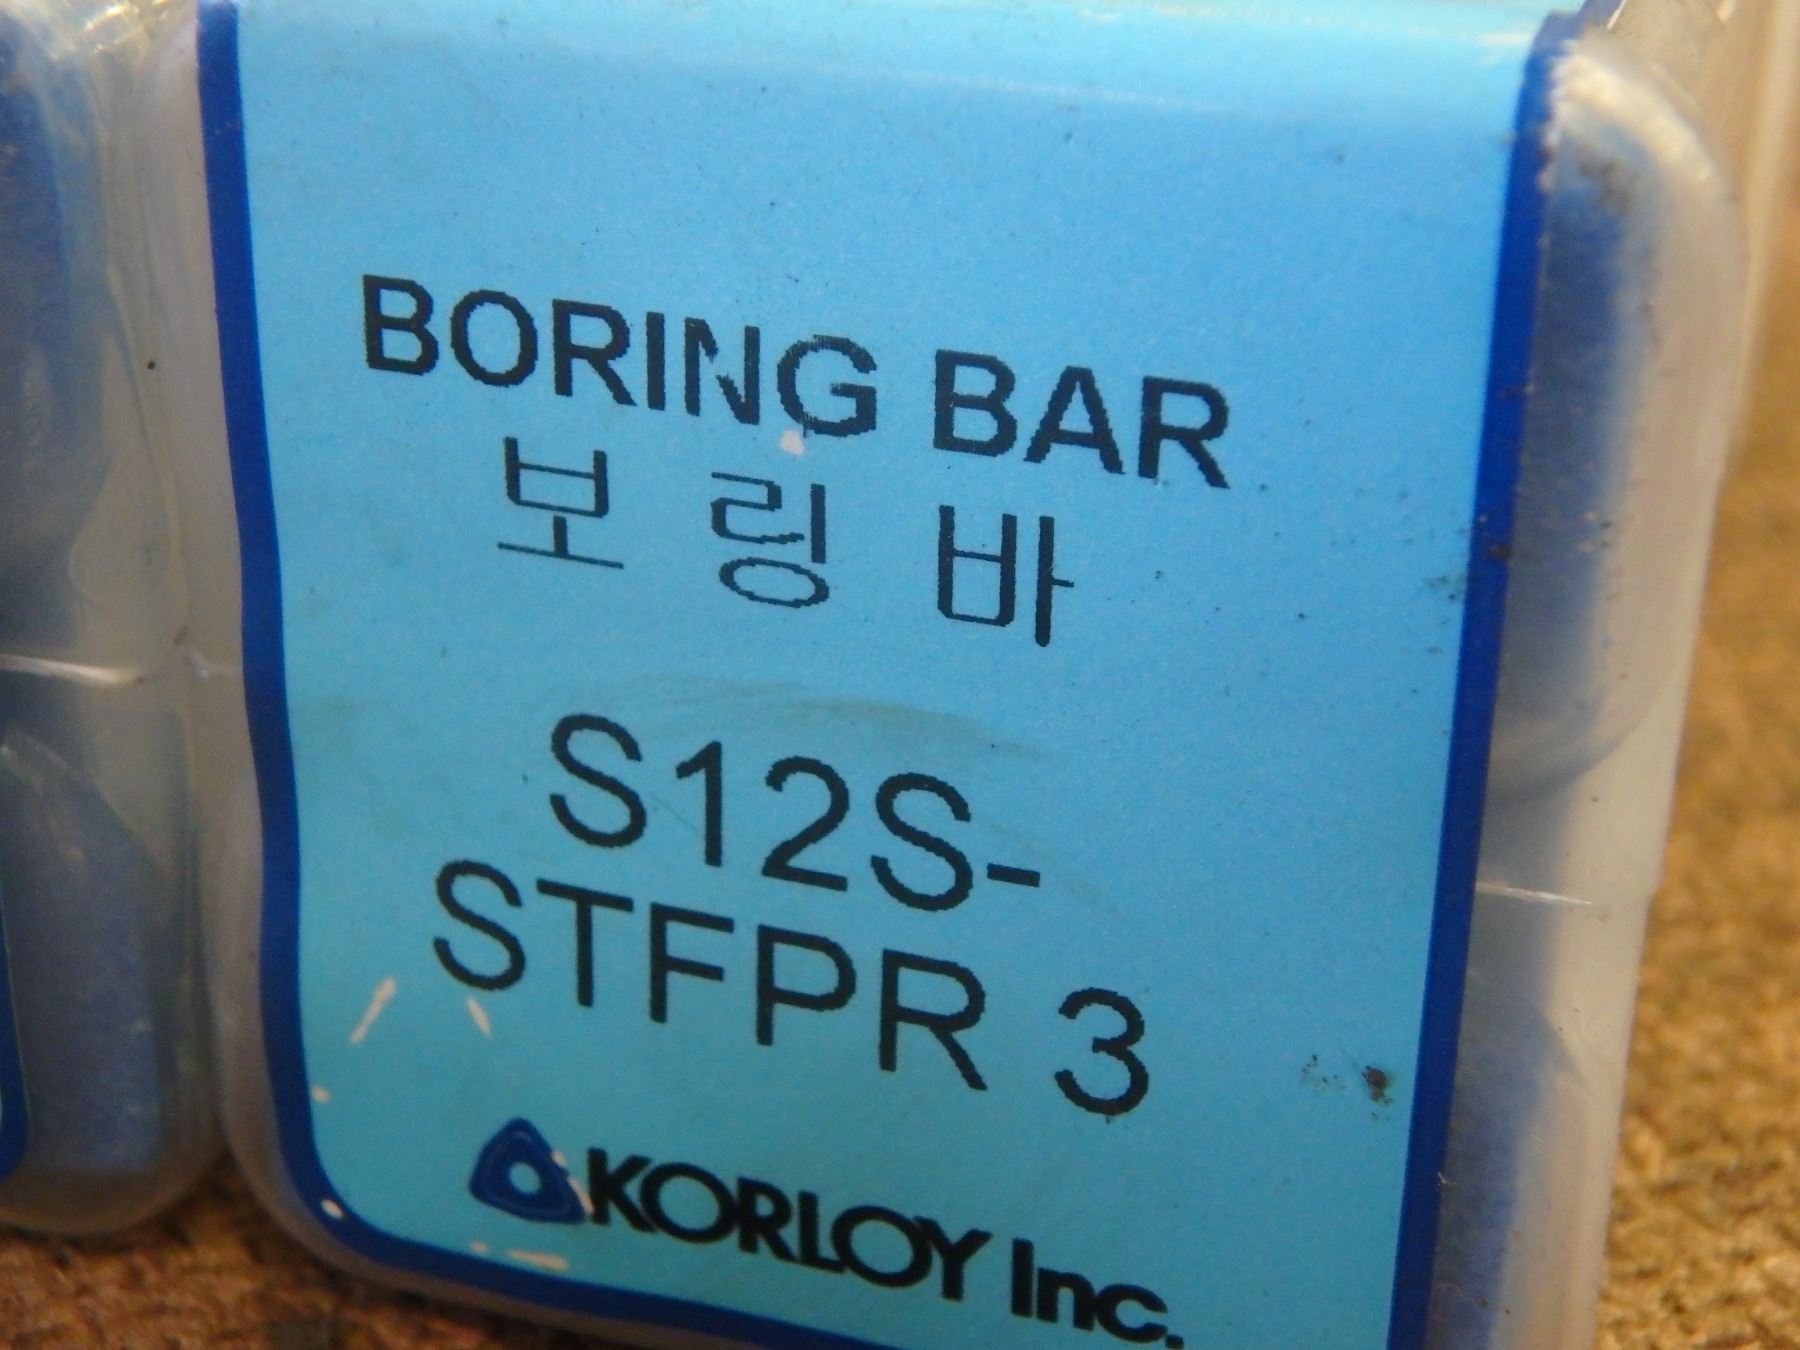 BORING BAR
보 링 바
S12S-
STFPR 3
KORLOY Inc.